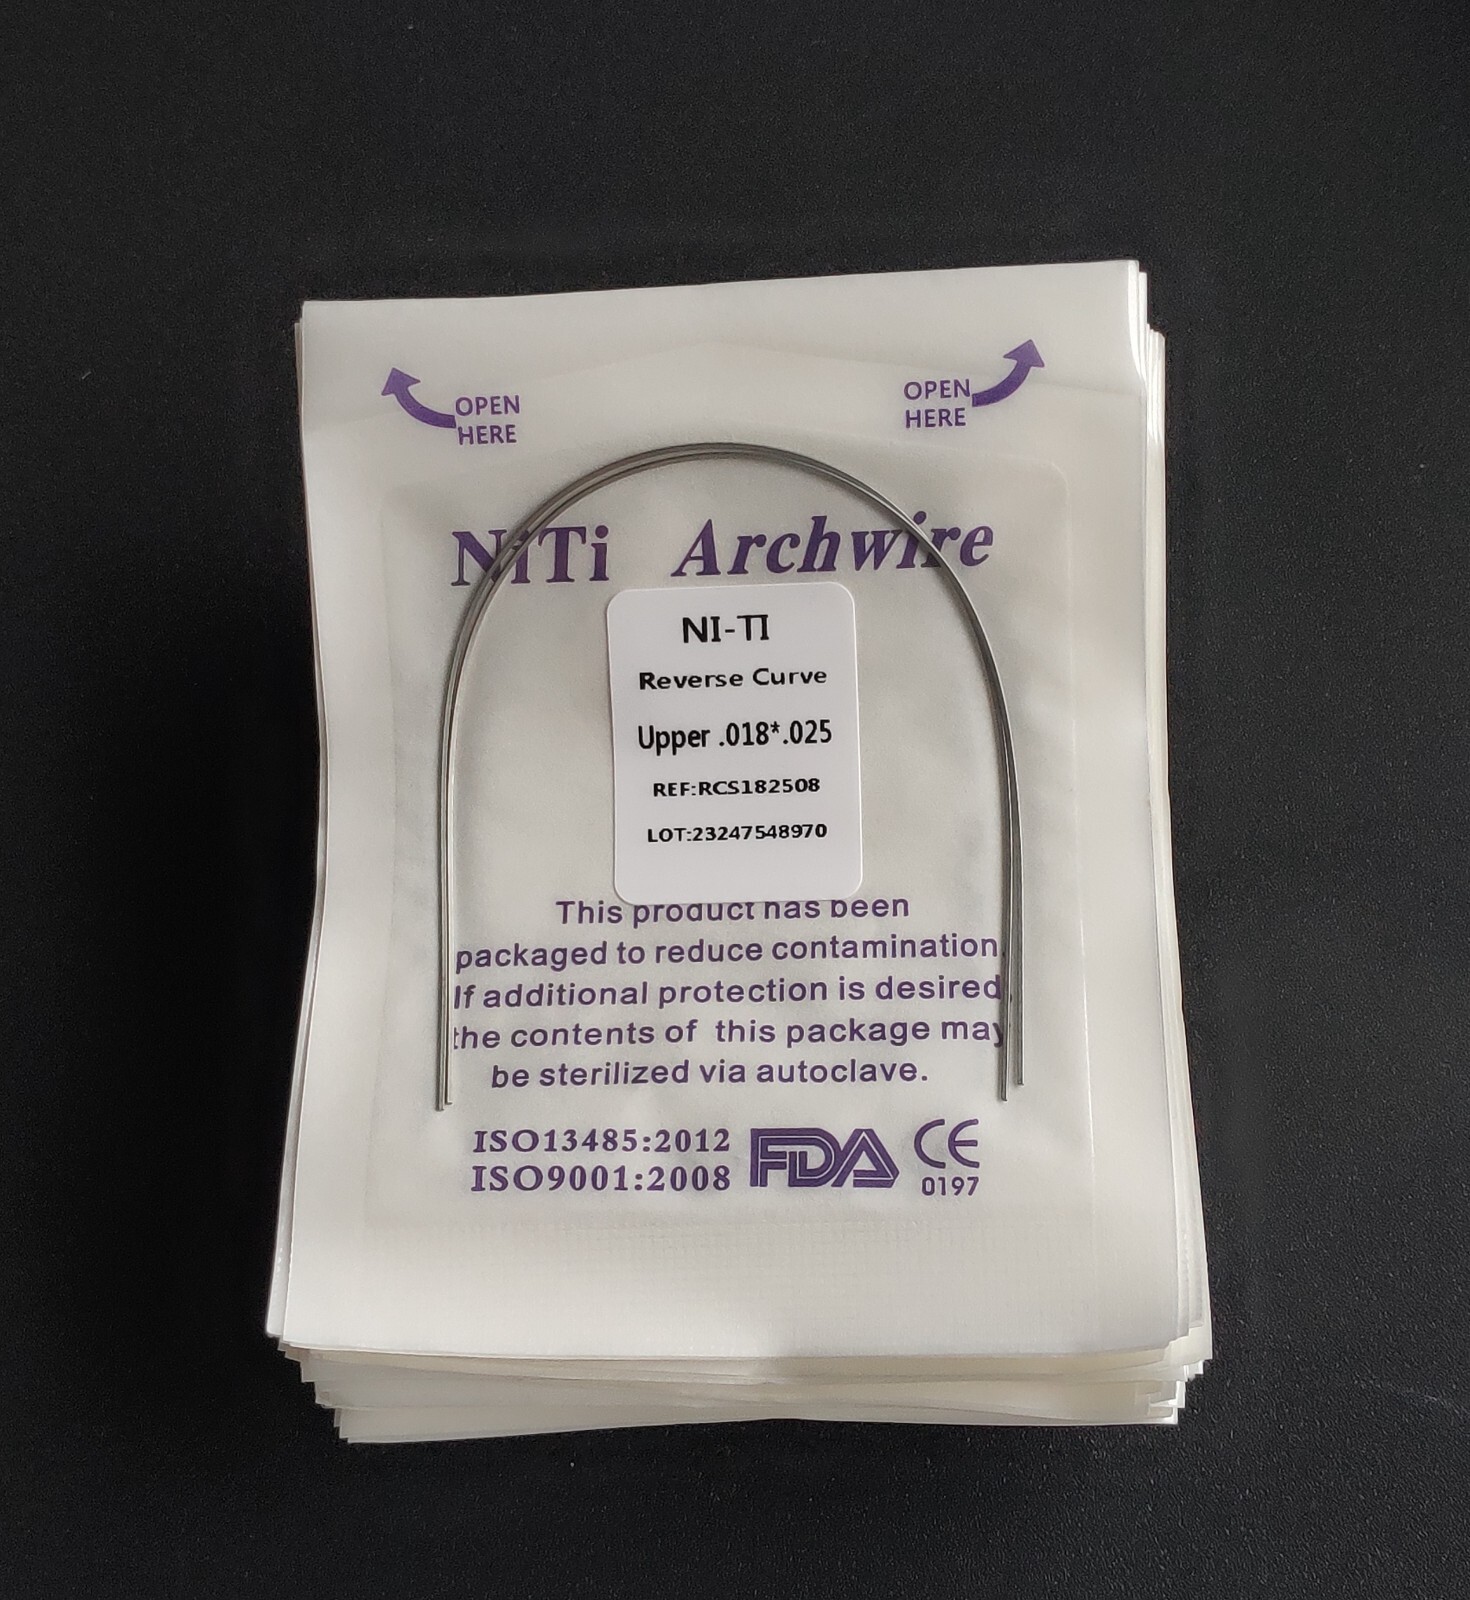 OPEN
HERE
OPEN
HERE
NiTi Archwire
NI-TI
Reverse Curve
Upper .018*.025
REF:RCS182508
LOT:23247548970
This product has been
packaged to reduce contamination.
If additional protection is desired
the contents of this package may
be sterilized via autoclave.
ISO13485:2012
ISO9001:2008
FDA
CE
0197